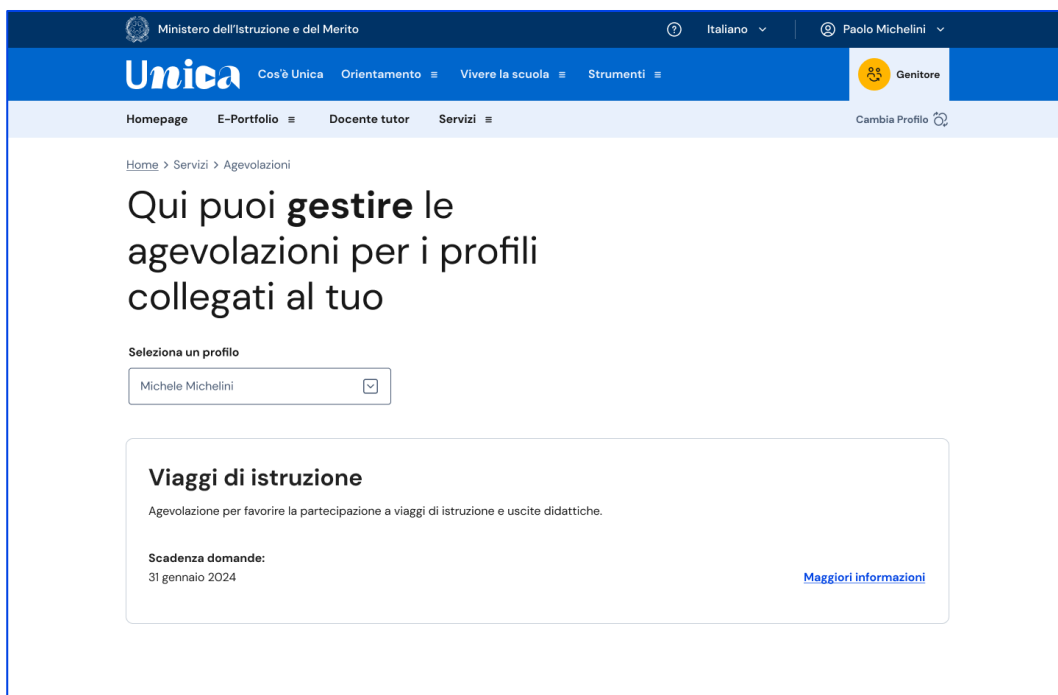 Ministero dell'Istruzione e del Merito
Italiano
Paolo Michelini
Unica
Cos'è Unica
Orientamento
Vivere la scuola
Strumenti
Genitore
Homepage
E-Portfolio
Docente tutor
Servizi
Cambia Profilo
Home > Servizi > Agevolazioni
Qui puoi gestire le
agevolazioni per i profili
collegati al tuo
Seleziona un profilo
Michele Michelini
Viaggi di istruzione
Agevolazione per favorire la partecipazione a viaggi di istruzione e uscite didattiche.
Scadenza domande:
31 gennaio 2024
Maggiori informazioni